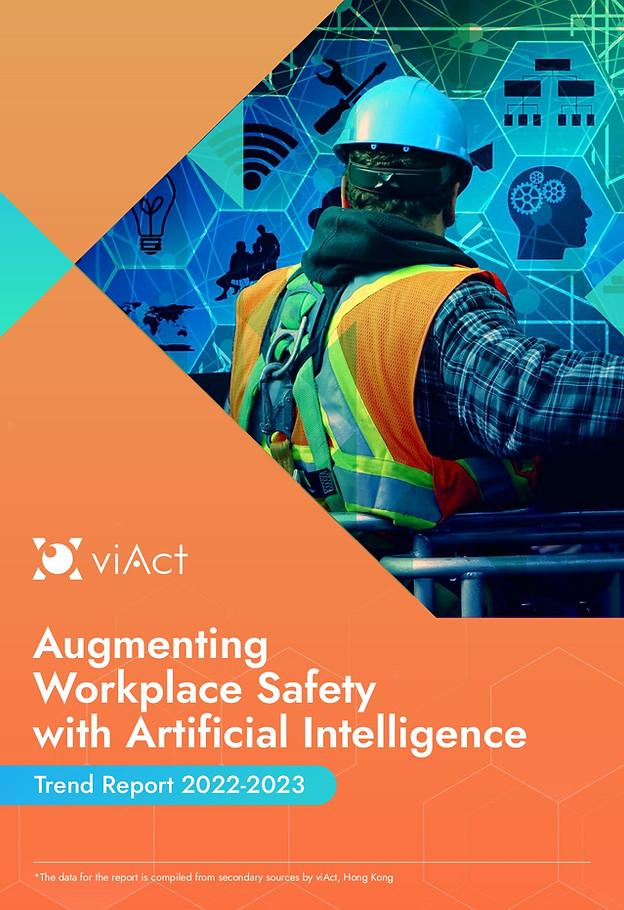 viAct
Augmenting
Workplace Safety
with Artificial Intelligence
Trend Report 2022-2023
*The data for the report is compiled from secondary sources by viAct, Hong Kong